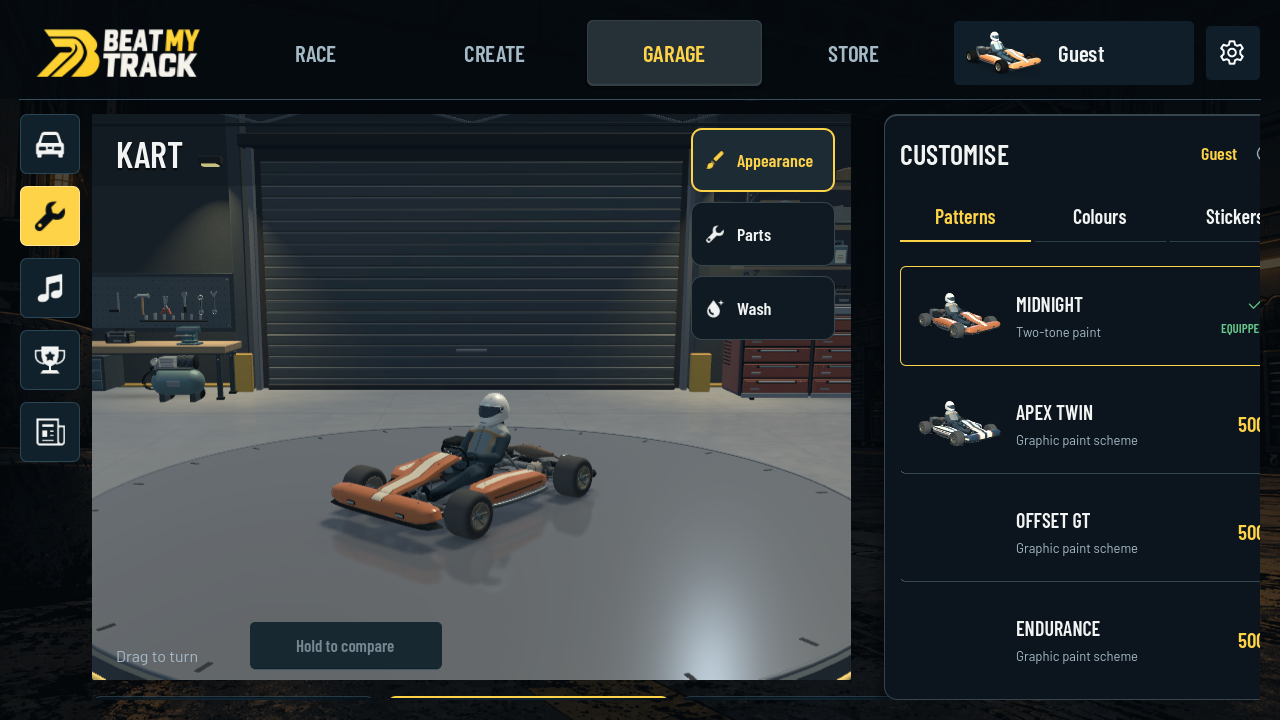 BEATMY
TRACK
RACE
CREATE
GARAGE
STORE
Guest
KART
Appearance
Parts
Wash
Hold to compare
Drag to turn
CUSTOMISE
Guest
Patterns
Colours
Stickers
MIDNIGHT
Two-tone paint
EQUIPPE
APEX TWIN
Graphic paint scheme
500
OFFSET GT
Graphic paint scheme
500
ENDURANCE
Graphic paint scheme
500